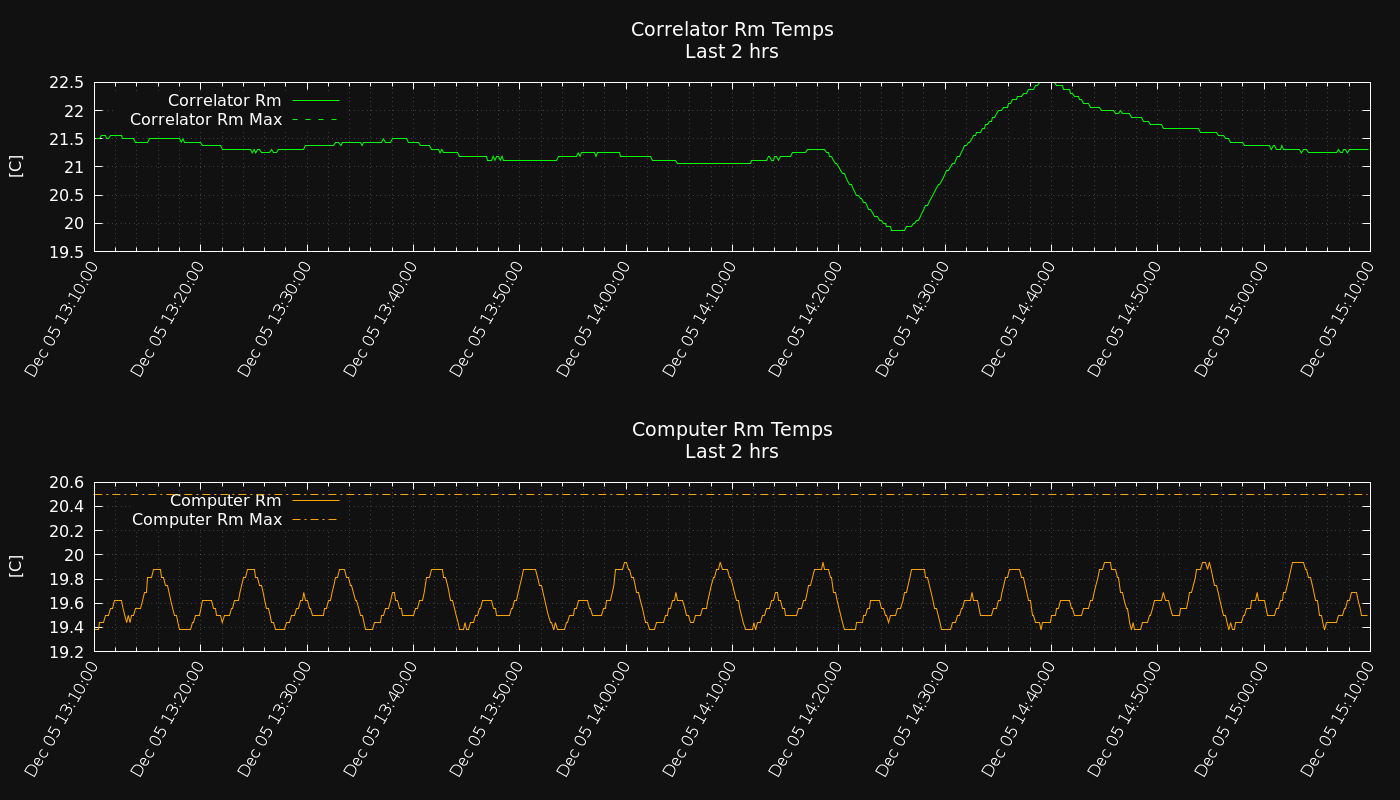 Correlator Rm Temps
Last 2 hrs
22.5
22
21.5
21
20.5
20
19.5
[C]
Correlator Rm
Correlator Rm Max
Dec 05 13:10:00
Dec 05 13:20:00
Dec 05 13:30:00
Dec 05 13:40:00
Dec 05 13:50:00
Dec 05 14:00:00
Dec 05 14:10:00
Dec 05 14:20:00
Dec 05 14:30:00
Dec 05 14:40:00
Dec 05 14:50:00
Dec 05 15:00:00
Dec 05 15:10:00
Computer Rm Temps
Last 2 hrs
20.6
20.4
20.2
20
19.8
19.6
19.4
19.2
[C]
Computer Rm
Computer Rm Max
Dec 05 13:10:00
Dec 05 13:20:00
Dec 05 13:30:00
Dec 05 13:40:00
Dec 05 13:50:00
Dec 05 14:00:00
Dec 05 14:10:00
Dec 05 14:20:00
Dec 05 14:30:00
Dec 05 14:40:00
Dec 05 14:50:00
Dec 05 15:00:00
Dec 05 15:10:00